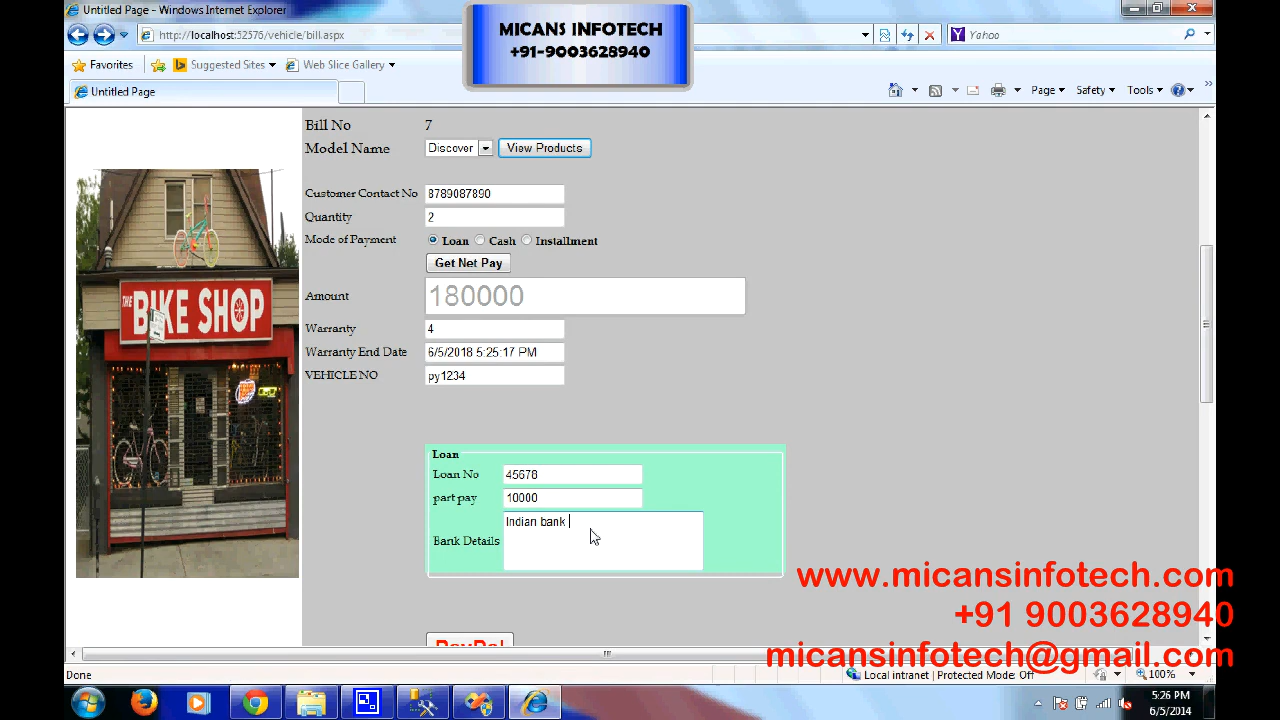 Untitled Page - Windows Internet Explorer
MICANS INFOTECH
+91-9003628940
http://localhost:52576/vehicle/bill.aspx
Yahoo
Favorites
Suggested Sites
Web Slice Gallery
Untitled Page
Page
Safety
Tools
Bill No 7
Model Name Discover View Products
Customer Contact No 8789087890
Quantity 2
Mode of Payment Loan Cash Installment
Get Net Pay
Amount 180000
Warranty 4
Warranty End Date 6/5/2018 5:25:17 PM
VEHICLE NO py1234
THE BIKE SHOP
Loan
Loan No 45678
part pay 10000
Bank Details Indian bank
PayPal
www.micansinfotech.com
+91 9003628940
micansinfotech@gmail.com
Done
Local intranet | Protected Mode: Off
100%
5:26 PM
6/5/2014